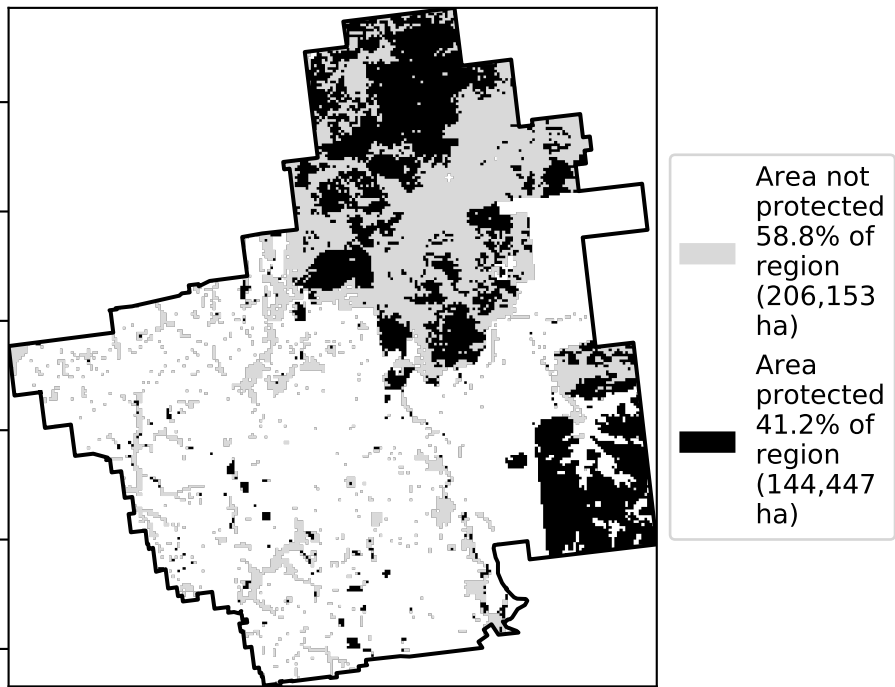 Area not
protected
58.8% of
region
(206,153
ha)
Area
protected
41.2% of
region
(144,447
ha)